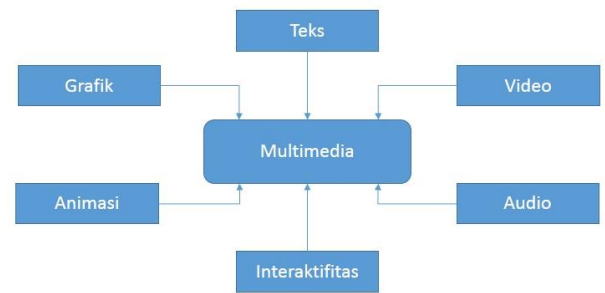 Teks
Grafik
Video
Multimedia
Animasi
Audio
Interaktifitas